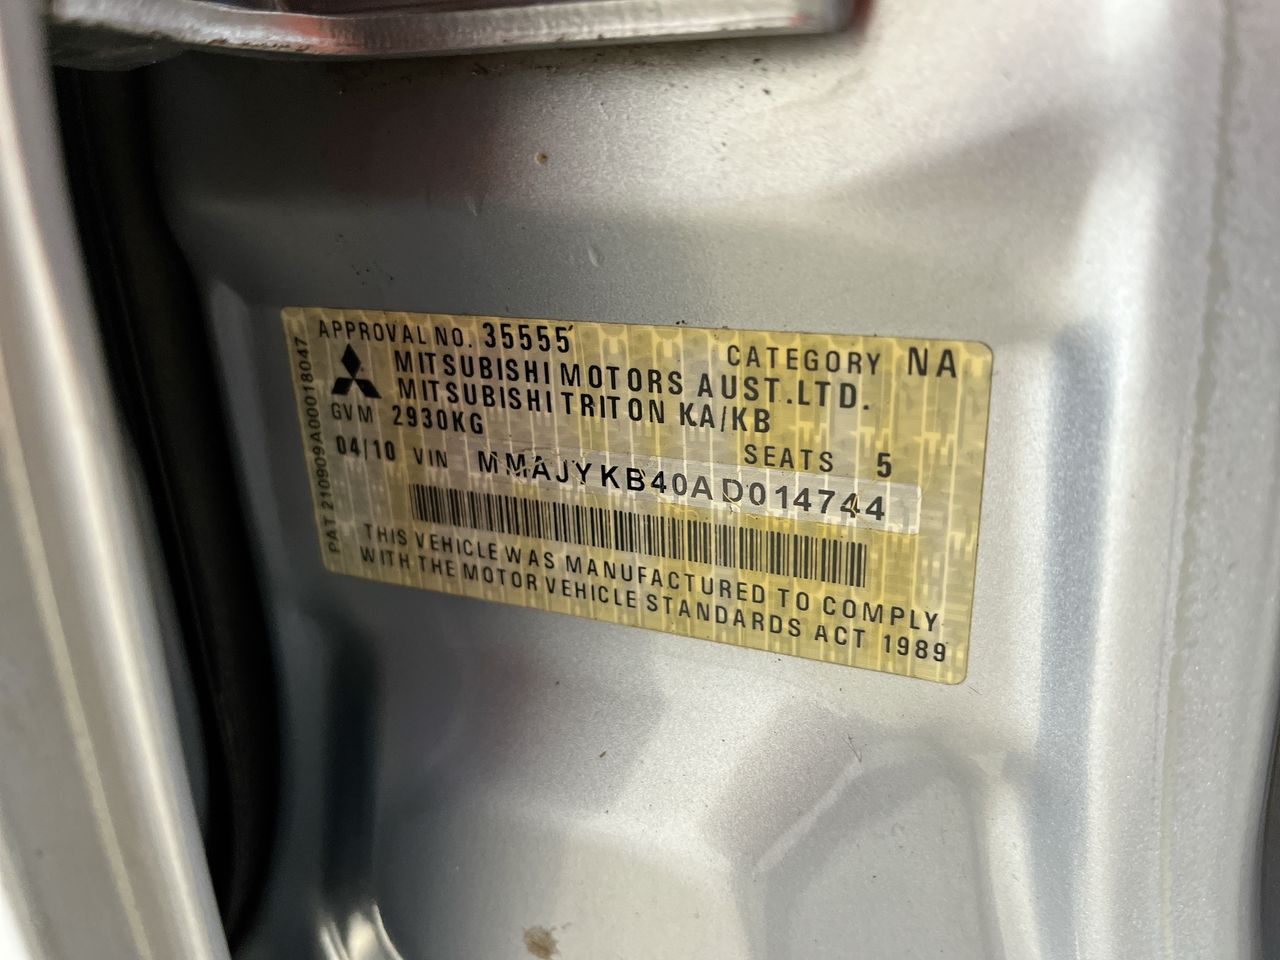 APPROVAL NO. 35555 CATEGORY NA
MITSUBISHI MOTORS AUST.LTD.
MITSUBISHI TRITON KA/KB
GVM 2930KG SEATS 5
04/10 VIN MMAJYKB40AD014744
THIS VEHICLE WAS MANUFACTURED TO COMPLY
WITH THE MOTOR VEHICLE STANDARDS ACT 1989
PAT 210909A00018047